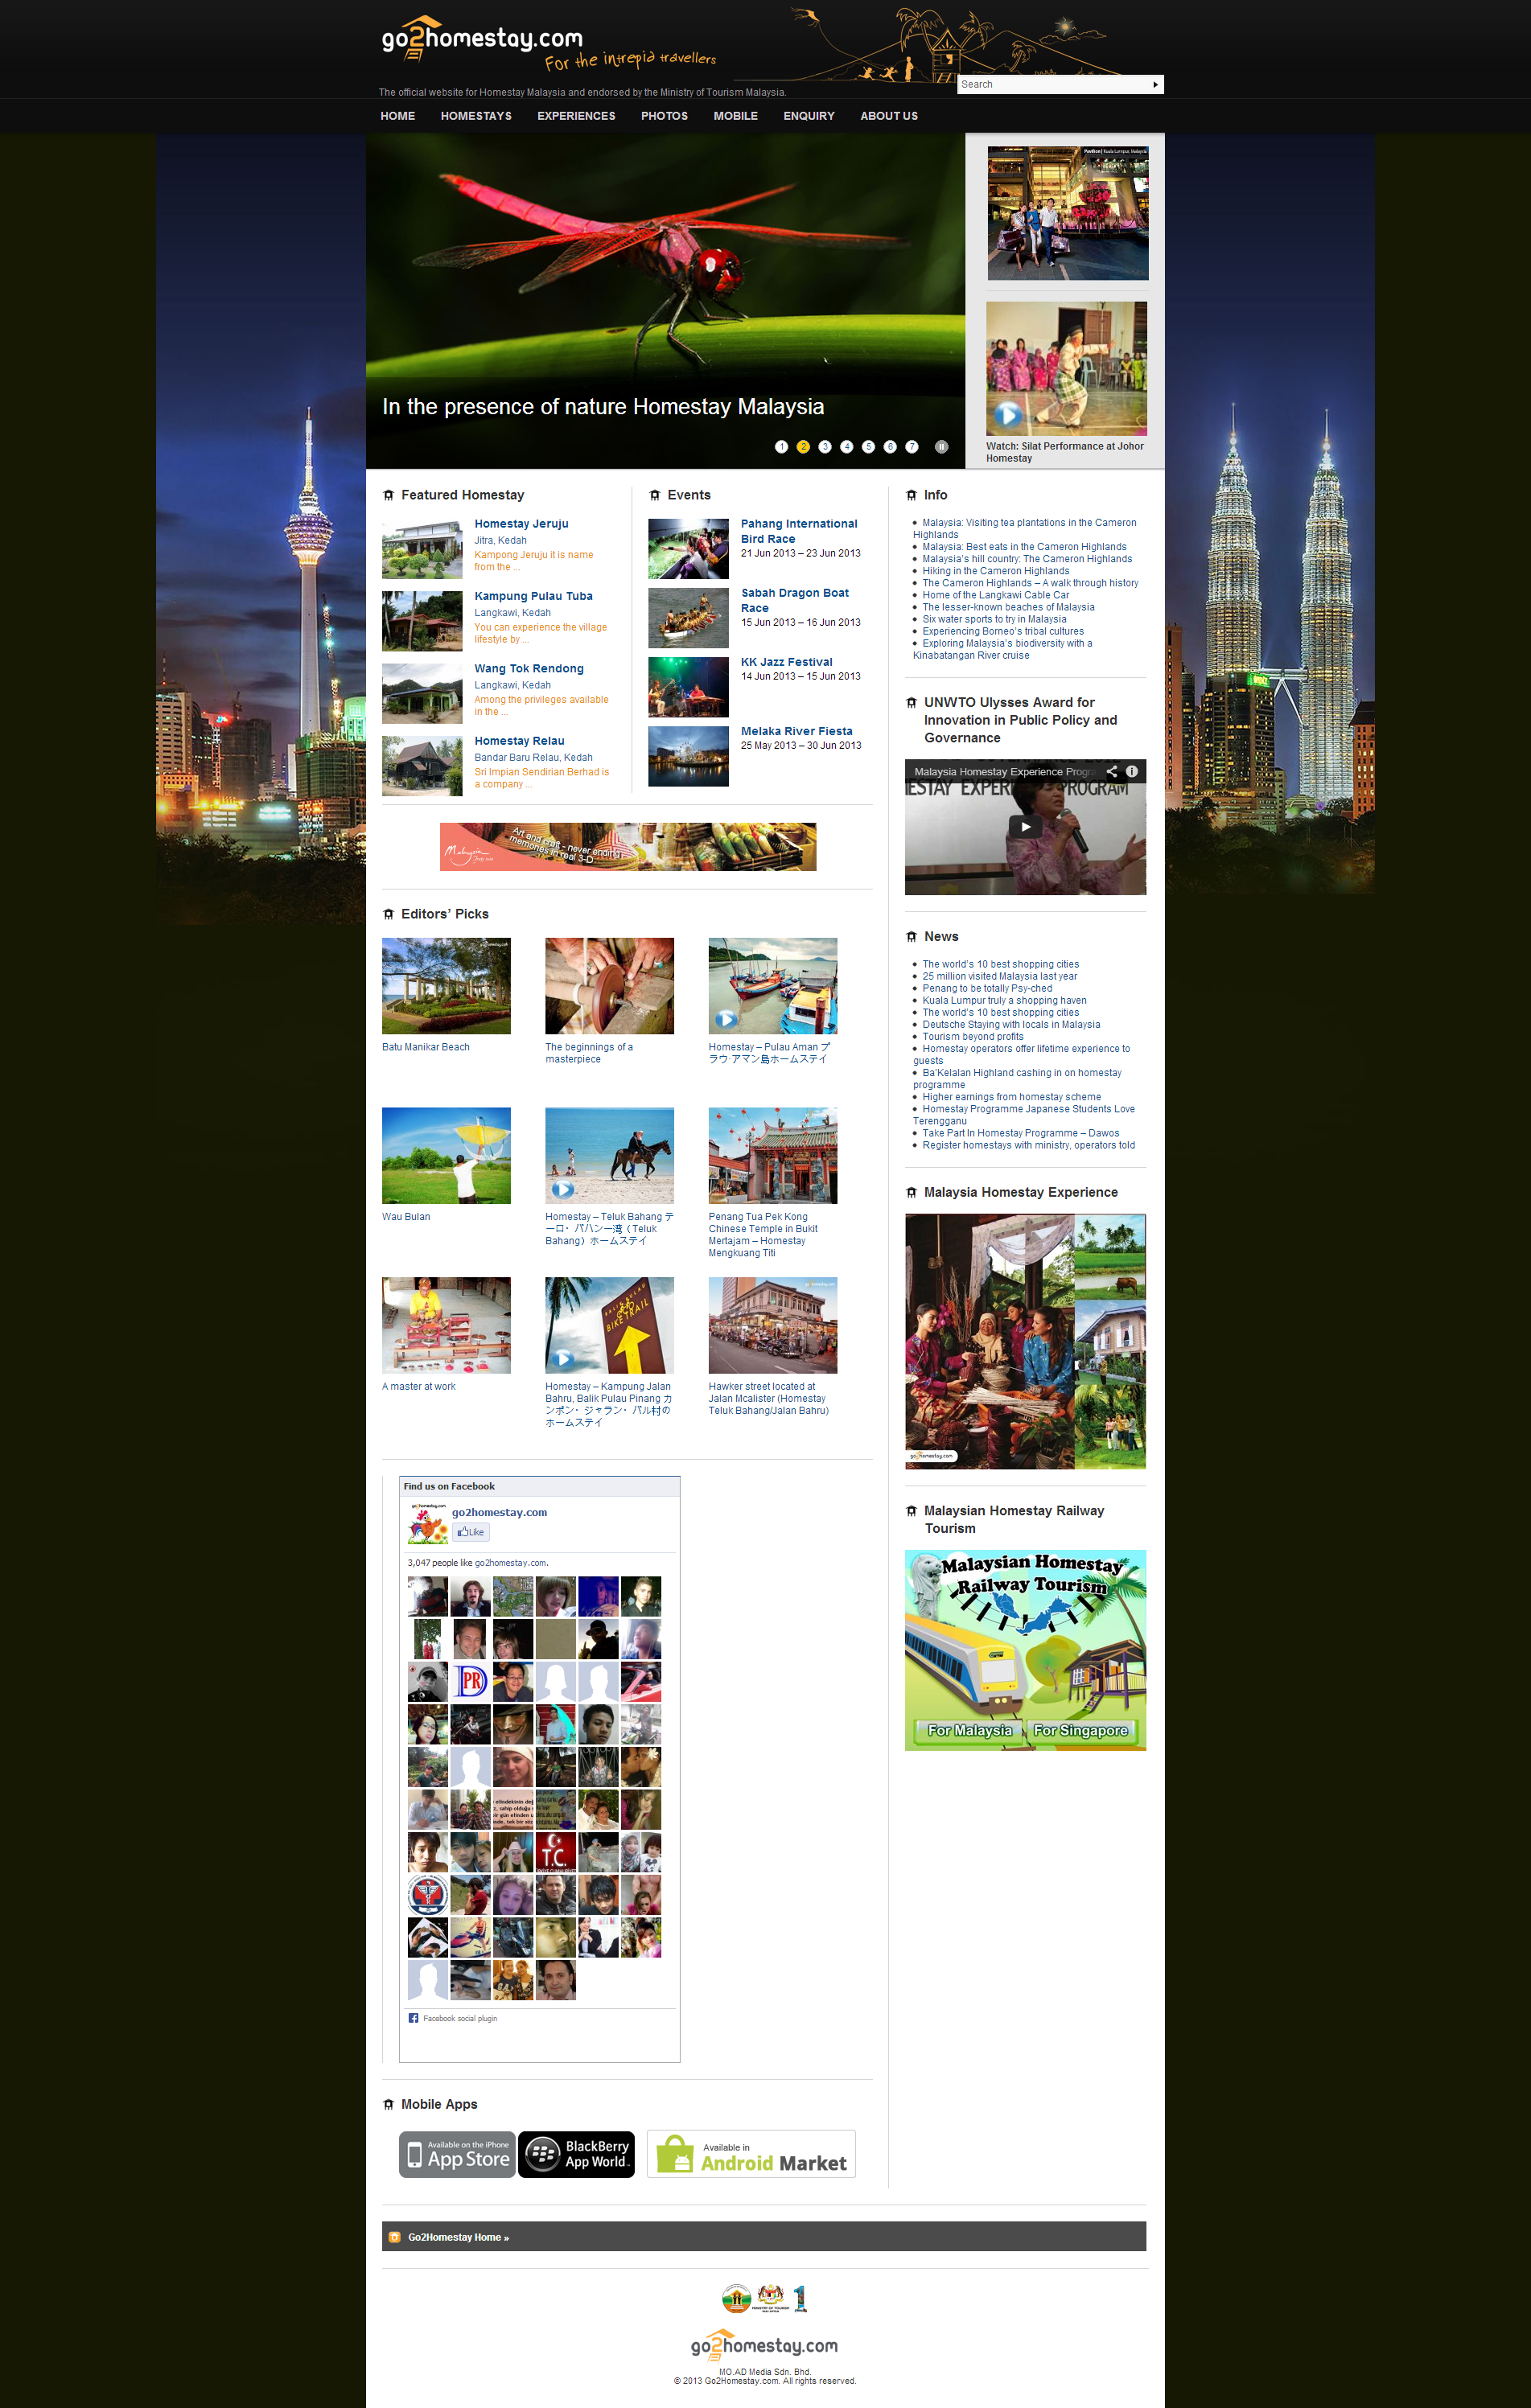 go2homestay.com
For the intrepid travellers
The official website for Homestay Malaysia and endorsed by the Ministry of Tourism Malaysia.
Search
HOME HOMESTAYS EXPERIENCES PHOTOS MOBILE ENQUIRY ABOUT US
Pavilion | Kuala Lumpur, Malaysia
In the presence of nature Homestay Malaysia
1 2 3 4 5 6 7
Watch: Silat Performance at Johor
Homestay
Featured Homestay
Homestay Jeruju
Jitra, Kedah
Kampong Jeruju it is name
from the ...
Kampung Pulau Tuba
Langkawi, Kedah
You can experience the village
lifestyle by ...
Wang Tok Rendong
Langkawi, Kedah
Among the privileges available
in the ...
Homestay Relau
Bandar Baru Relau, Kedah
Sri Impian Sendirian Berhad is
a company ...
Events
Pahang International
Bird Race
21 Jun 2013 – 23 Jun 2013
Sabah Dragon Boat
Race
15 Jun 2013 – 16 Jun 2013
KK Jazz Festival
14 Jun 2013 – 15 Jun 2013
Melaka River Fiesta
25 May 2013 – 30 Jun 2013
Info
Malaysia: Visiting tea plantations in the Cameron
Highlands
Malaysia: Best eats in the Cameron Highlands
Malaysia's hill country: The Cameron Highlands
Hiking in the Cameron Highlands
The Cameron Highlands – A walk through history
Home of the Langkawi Cable Car
The lesser-known beaches of Malaysia
Six water sports to try in Malaysia
Experiencing Borneo's tribal cultures
Exploring Malaysia's biodiversity with a
Kinabatangan River cruise
UNWTO Ulysses Award for
Innovation in Public Policy and
Governance
Malaysia Homestay Experience Progra
MESTAY EXPERI PROGRAM
Malaysia
Art and craft - never ending
memories in real 3-D
Editors' Picks
Batu Manikar Beach
The beginnings of a
masterpiece
Homestay – Pulau Aman プ
ラウ·アマン島ホームステイ
Wau Bulan
Homestay – Teluk Bahang テ
ーロ・バハン一湾（Teluk
Bahang）ホームステイ
Penang Tua Pek Kong
Chinese Temple in Bukit
Mertajam – Homestay
Mengkuang Titi
BALIK PULAU
BIKE TRAIL
A master at work
Homestay – Kampung Jalan
Bahru, Balik Pulau Pinang カ
ンポン・ジャラン・バル村の
ホームステイ
Hawker street located at
Jalan Mcalister (Homestay
Teluk Bahang/Jalan Bahru)
News
The world's 10 best shopping cities
25 million visited Malaysia last year
Penang to be totally Psy-ched
Kuala Lumpur truly a shopping haven
The world's 10 best shopping cities
Deutsche Staying with locals in Malaysia
Tourism beyond profits
Homestay operators offer lifetime experience to
guests
Ba'Kelalan Highland cashing in on homestay
programme
Higher earnings from homestay scheme
Homestay Programme Japanese Students Love
Terengganu
Take Part In Homestay Programme – Dawos
Register homestays with ministry, operators told
Malaysia Homestay Experience
go2homestay.com
Malaysian Homestay Railway
Tourism
Malaysian Homestay
Railway Tourism
For Malaysia For Singapore
Find us on Facebook
go2homestay.com
Like
3,047 people like go2homestay.com.
PR
T.C.
Facebook social plugin
Mobile Apps
Available on the iPhone
App Store
BlackBerry
App World
Available in
Android Market
Go2Homestay Home »
MINISTRY OF TOURISM
MALAYSIA
1
go2homestay.com
MO.AD Media Sdn. Bhd.
© 2013 Go2Homestay.com. All rights reserved.